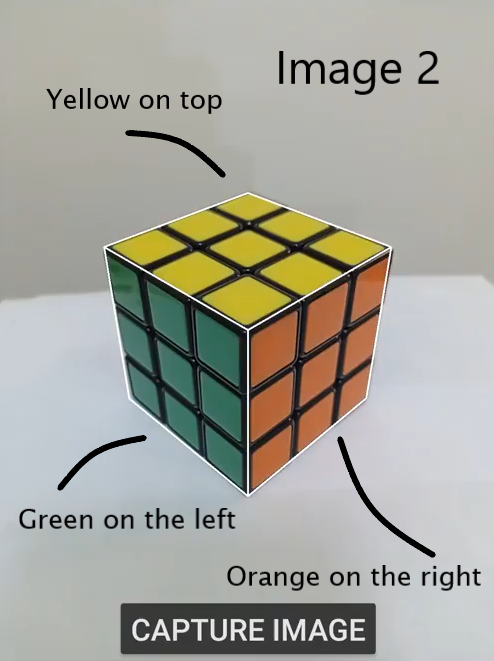 Image 2
Yellow on top
Green on the left
Orange on the right
CAPTURE IMAGE